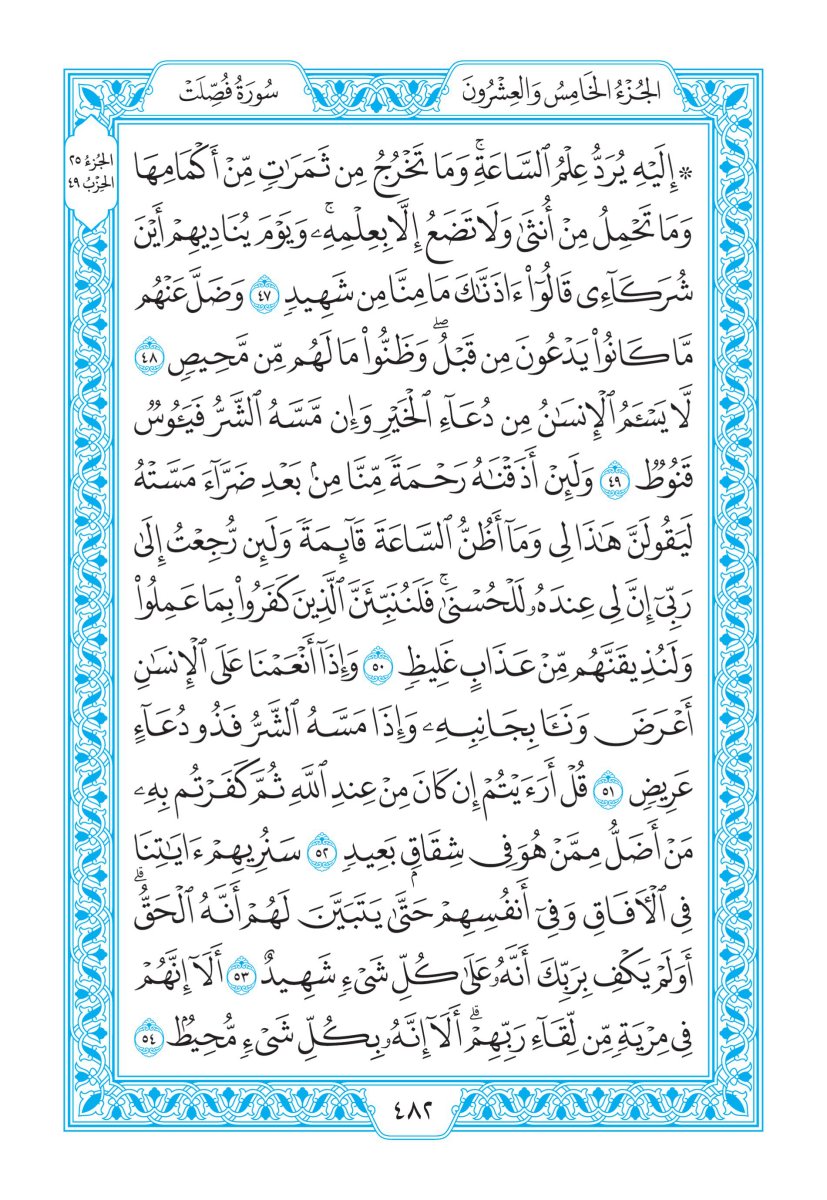 سُورَةُ فُصِّلَتْ
الجُزْءُ الخَامِسُ وَالعِشْرُونَ
الجُزءُ ٢٥
الحِزْبُ ٤٩
* إِلَيْهِ يُرَدُّ عِلْمُ ٱلسَّاعَةِۚ وَمَا تَخْرُجُ مِن ثَمَرَٰتٖ مِّنْ أَكْمَامِهَا
وَمَا تَحْمِلُ مِنْ أُنثَىٰ وَلَا تَضَعُ إِلَّا بِعِلْمِهِۦۚ وَيَوْمَ يُنَادِيهِمْ أَيْنَ
شُرَكَآءِى قَالُوٓاْ ءَاذَنَّٰكَ مَا مِنَّا مِن شَهِيدٖ ٤٧ وَضَلَّ عَنْهُم
مَّا كَانُواْ يَدْعُونَ مِن قَبْلُۖ وَظَنُّواْ مَا لَهُم مِّن مَّحِيصٖ ٤٨
لَّا يَسْـَٔمُ ٱلْإِنسَٰنُ مِن دُعَآءِ ٱلْخَيْرِ وَإِن مَّسَّهُ ٱلشَّرُّ فَيَـُٔوسٞ
قَنُوطٞ ٤٩ وَلَئِنْ أَذَقْنَٰهُ رَحْمَةٗ مِّنَّا مِنۢ بَعْدِ ضَرَّآءَ مَسَّتْهُ
لَيَقُولَنَّ هَٰذَا لِى وَمَآ أَظُنُّ ٱلسَّاعَةَ قَآئِمَةٗ وَلَئِن رُّجِعْتُ إِلَىٰ
رَبِّىٓ إِنَّ لِى عِندَهُۥ لَلْحُسْنَىٰۚ فَلَنُنَبِّئَنَّ ٱلَّذِينَ كَفَرُواْ بِمَا عَمِلُواْ
وَلَنُذِيقَنَّهُم مِّنْ عَذَابٍ غَلِيظٖ ٥٠ وَإِذَآ أَنْعَمْنَا عَلَى ٱلْإِنسَٰنِ
أَعْرَضَ وَنَـَٔا بِجَانِبِهِۦ وَإِذَا مَسَّهُ ٱلشَّرُّ فَذُو دُعَآءٍ
عَرِيضٖ ٥١ قُلْ أَرَءَيْتُمْ إِن كَانَ مِنْ عِندِ ٱللَّهِ ثُمَّ كَفَرْتُم بِهِۦ
مَنْ أَضَلُّ مِمَّنْ هُوَ فِى شِقَاقٍۭ بَعِيدٖ ٥٢ سَنُرِيهِمْ ءَايَٰتِنَا
فِى ٱلْأٓفَاقِ وَفِىٓ أَنفُسِهِمْ حَتَّىٰ يَتَبَيَّنَ لَهُمْ أَنَّهُ ٱلْحَقُّۗ
أَوَلَمْ يَكْفِ بِرَبِّكَ أَنَّهُۥ عَلَىٰ كُلِّ شَىْءٖ شَهِيدٌ ٥٣ أَلَآ إِنَّهُمْ
فِى مِرْيَةٖ مِّن لِّقَآءِ رَبِّهِمْۗ أَلَآ إِنَّهُۥ بِكُلِّ شَىْءٖ مُّحِيطُۢ ٥٤
٤٨٢